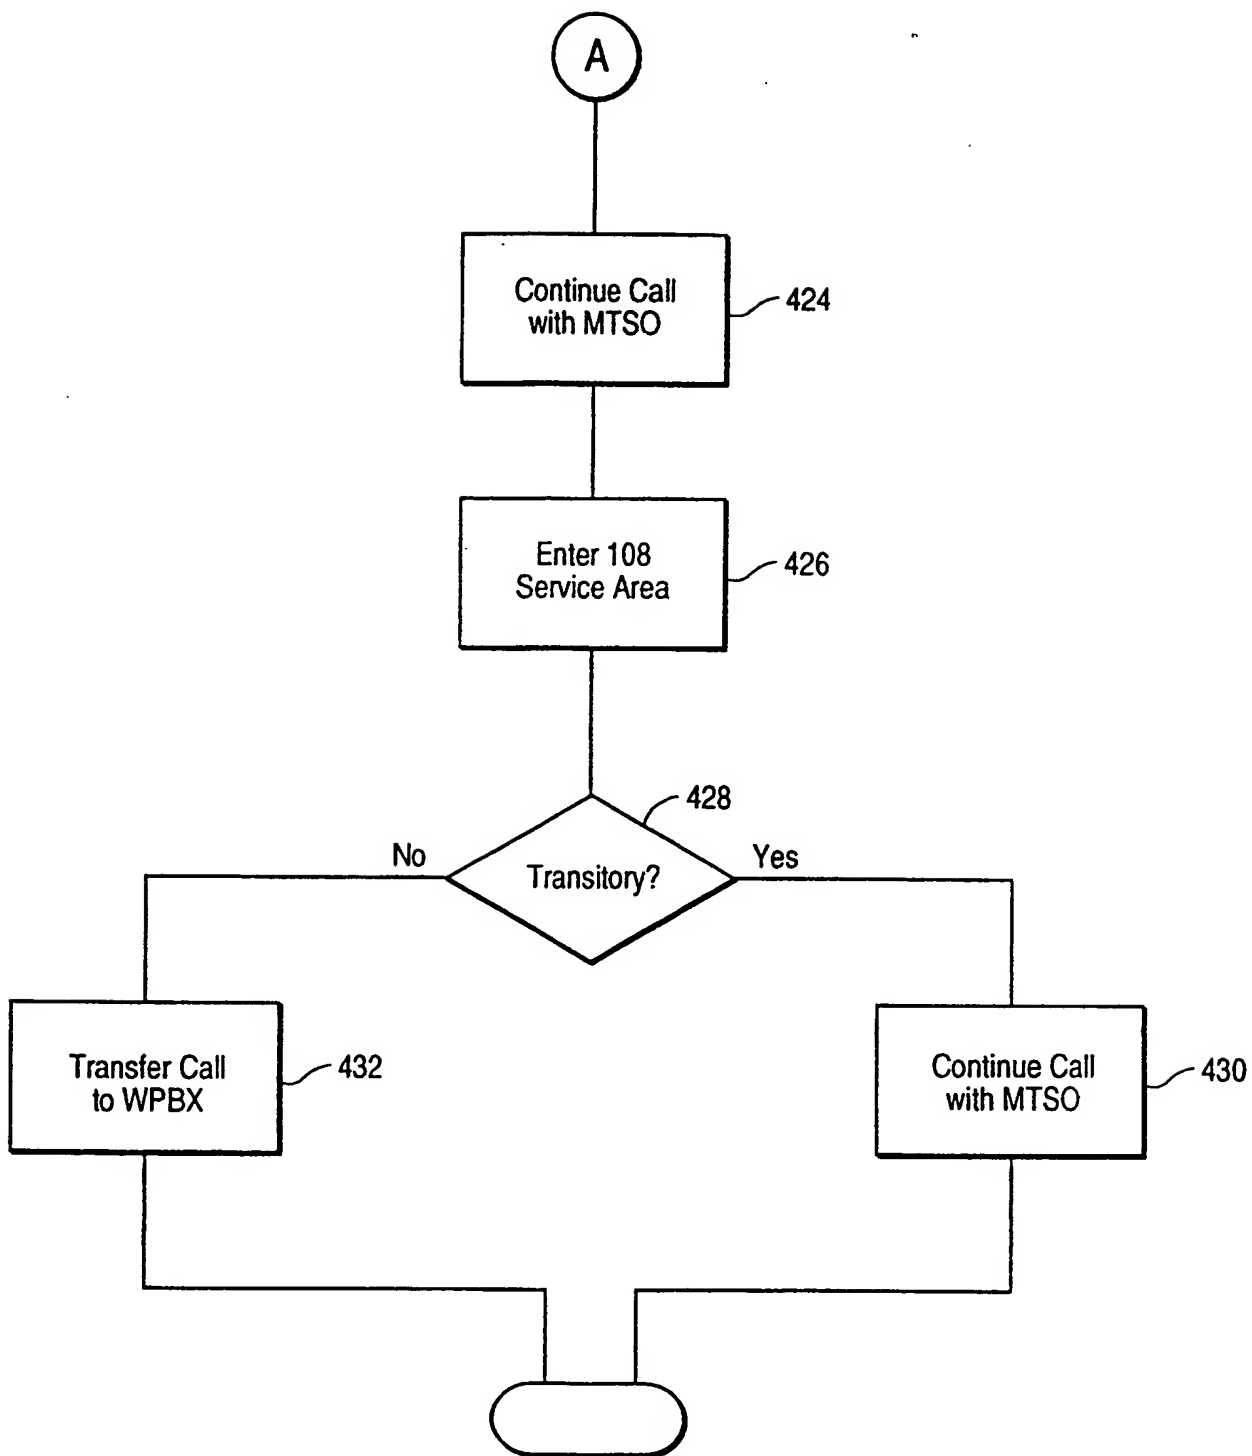 A
Continue Call
with MTSO
424
Enter 108
Service Area
426
428
No
Transitory?
Yes
Transfer Call
to WPBX
432
Continue Call
with MTSO
430